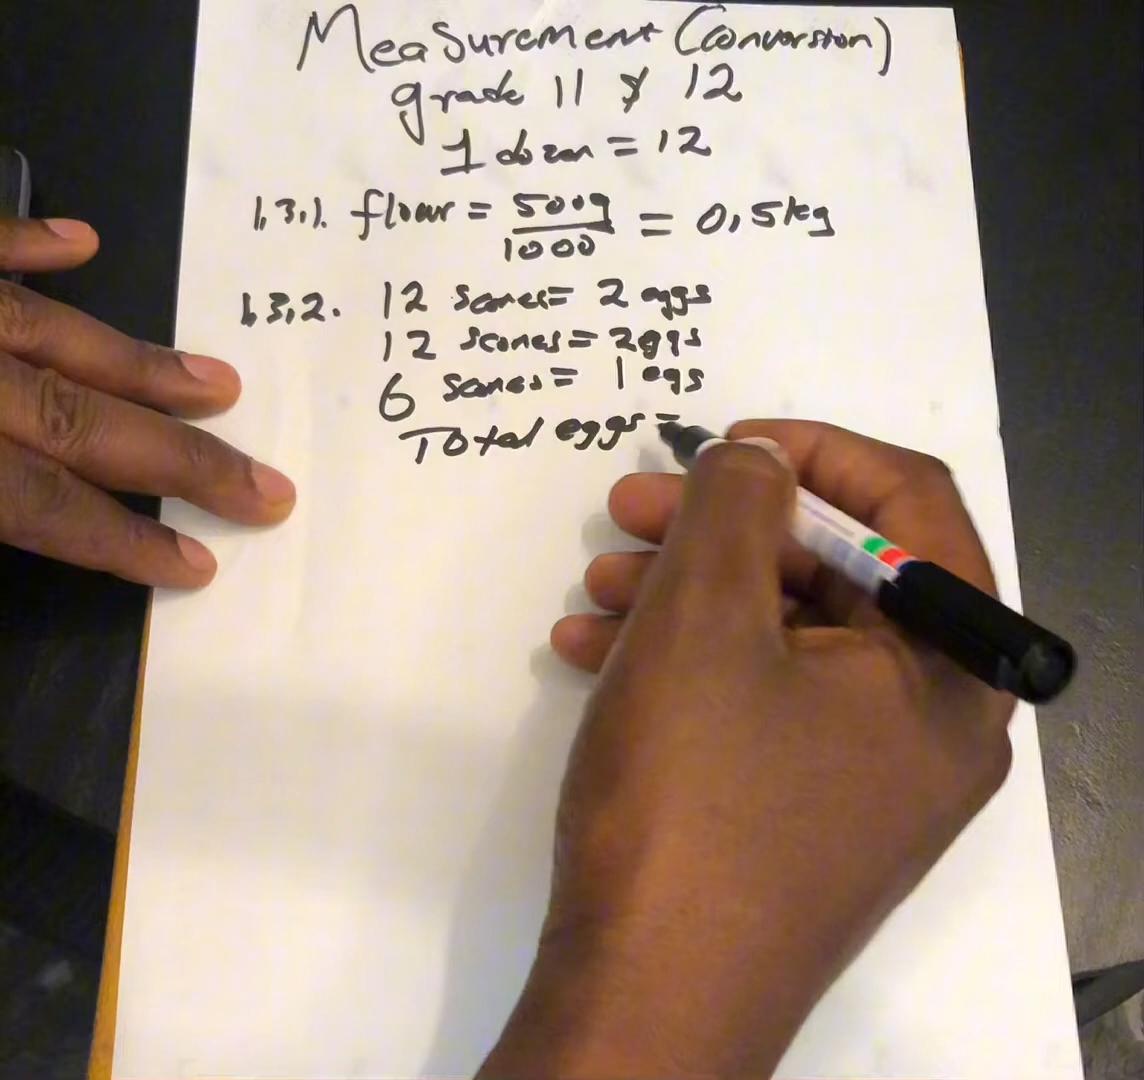 Measurement (Conversion)
grade 11 & 12
1 dozen = 12
1.3.1. flour = 500g / 1000 = 0,5kg
1.3.2. 12 scones = 2 eggs
12 scones = 2 eggs
6 scones = 1 eggs
Total eggs =